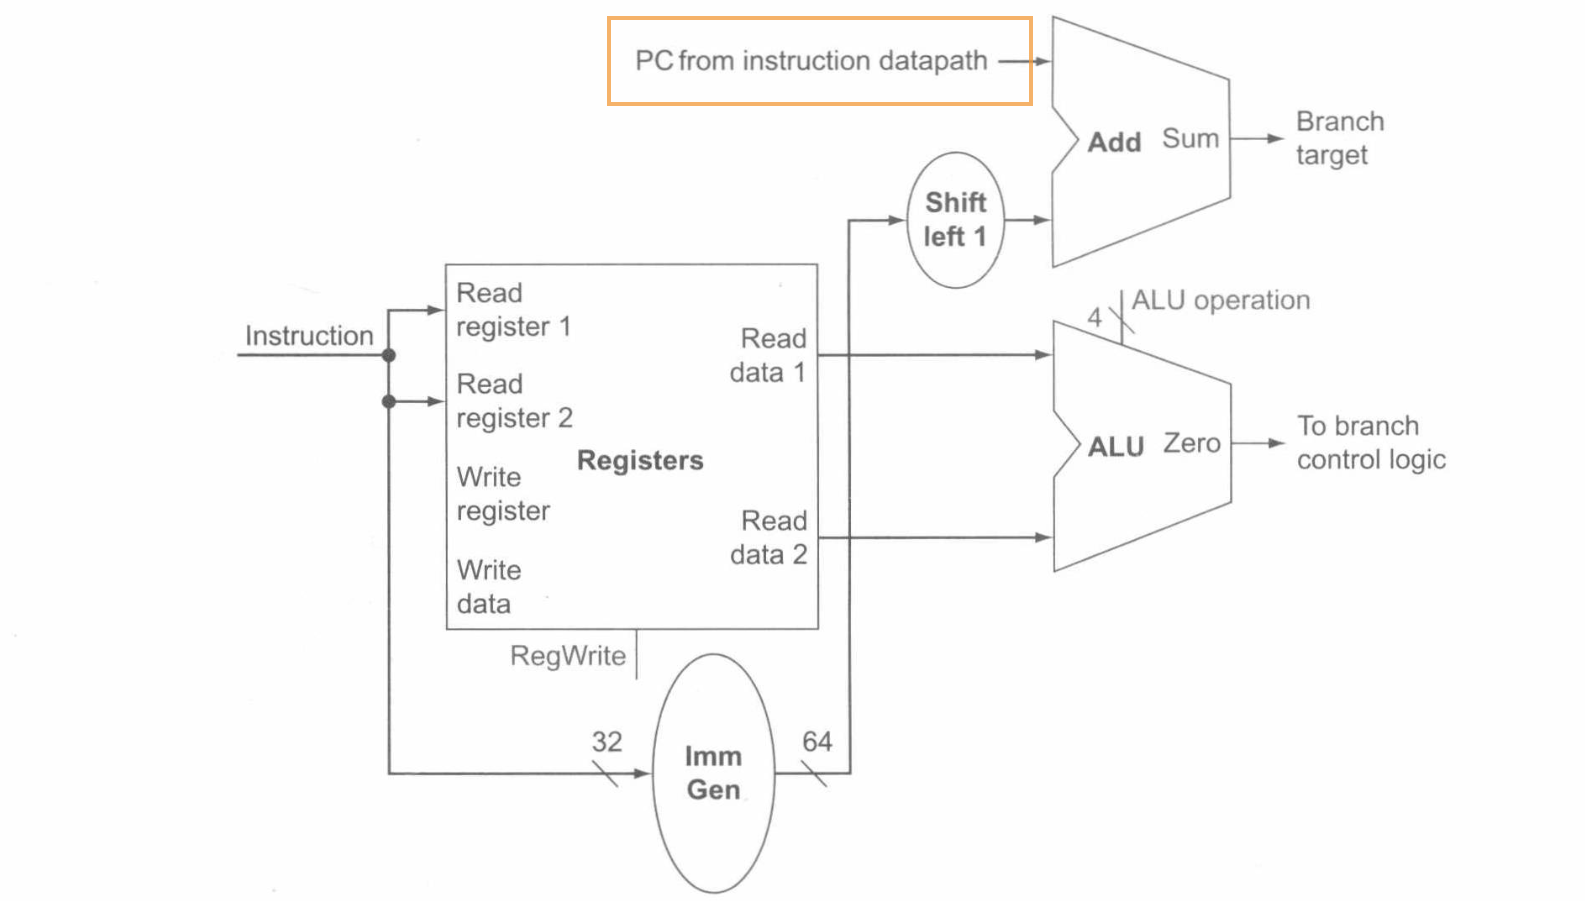 PC from instruction datapath
Add Sum
Branch
target
Shift
left 1
ALU operation
4
Instruction
Read
register 1
Read
data 1
Read
register 2
Registers
Write
register
Read
data 2
Write
data
ALU Zero
To branch
control logic
RegWrite
32
Imm
Gen
64